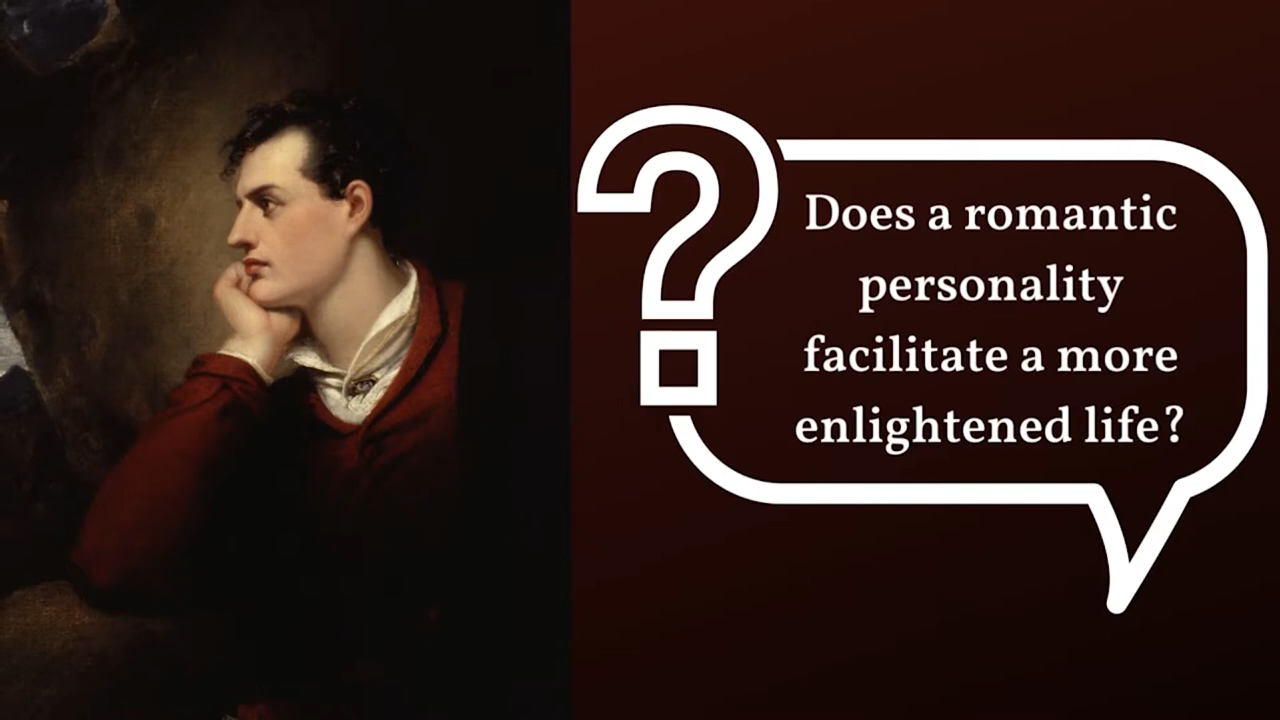 Does a romantic
personality
facilitate a more
enlightened life?